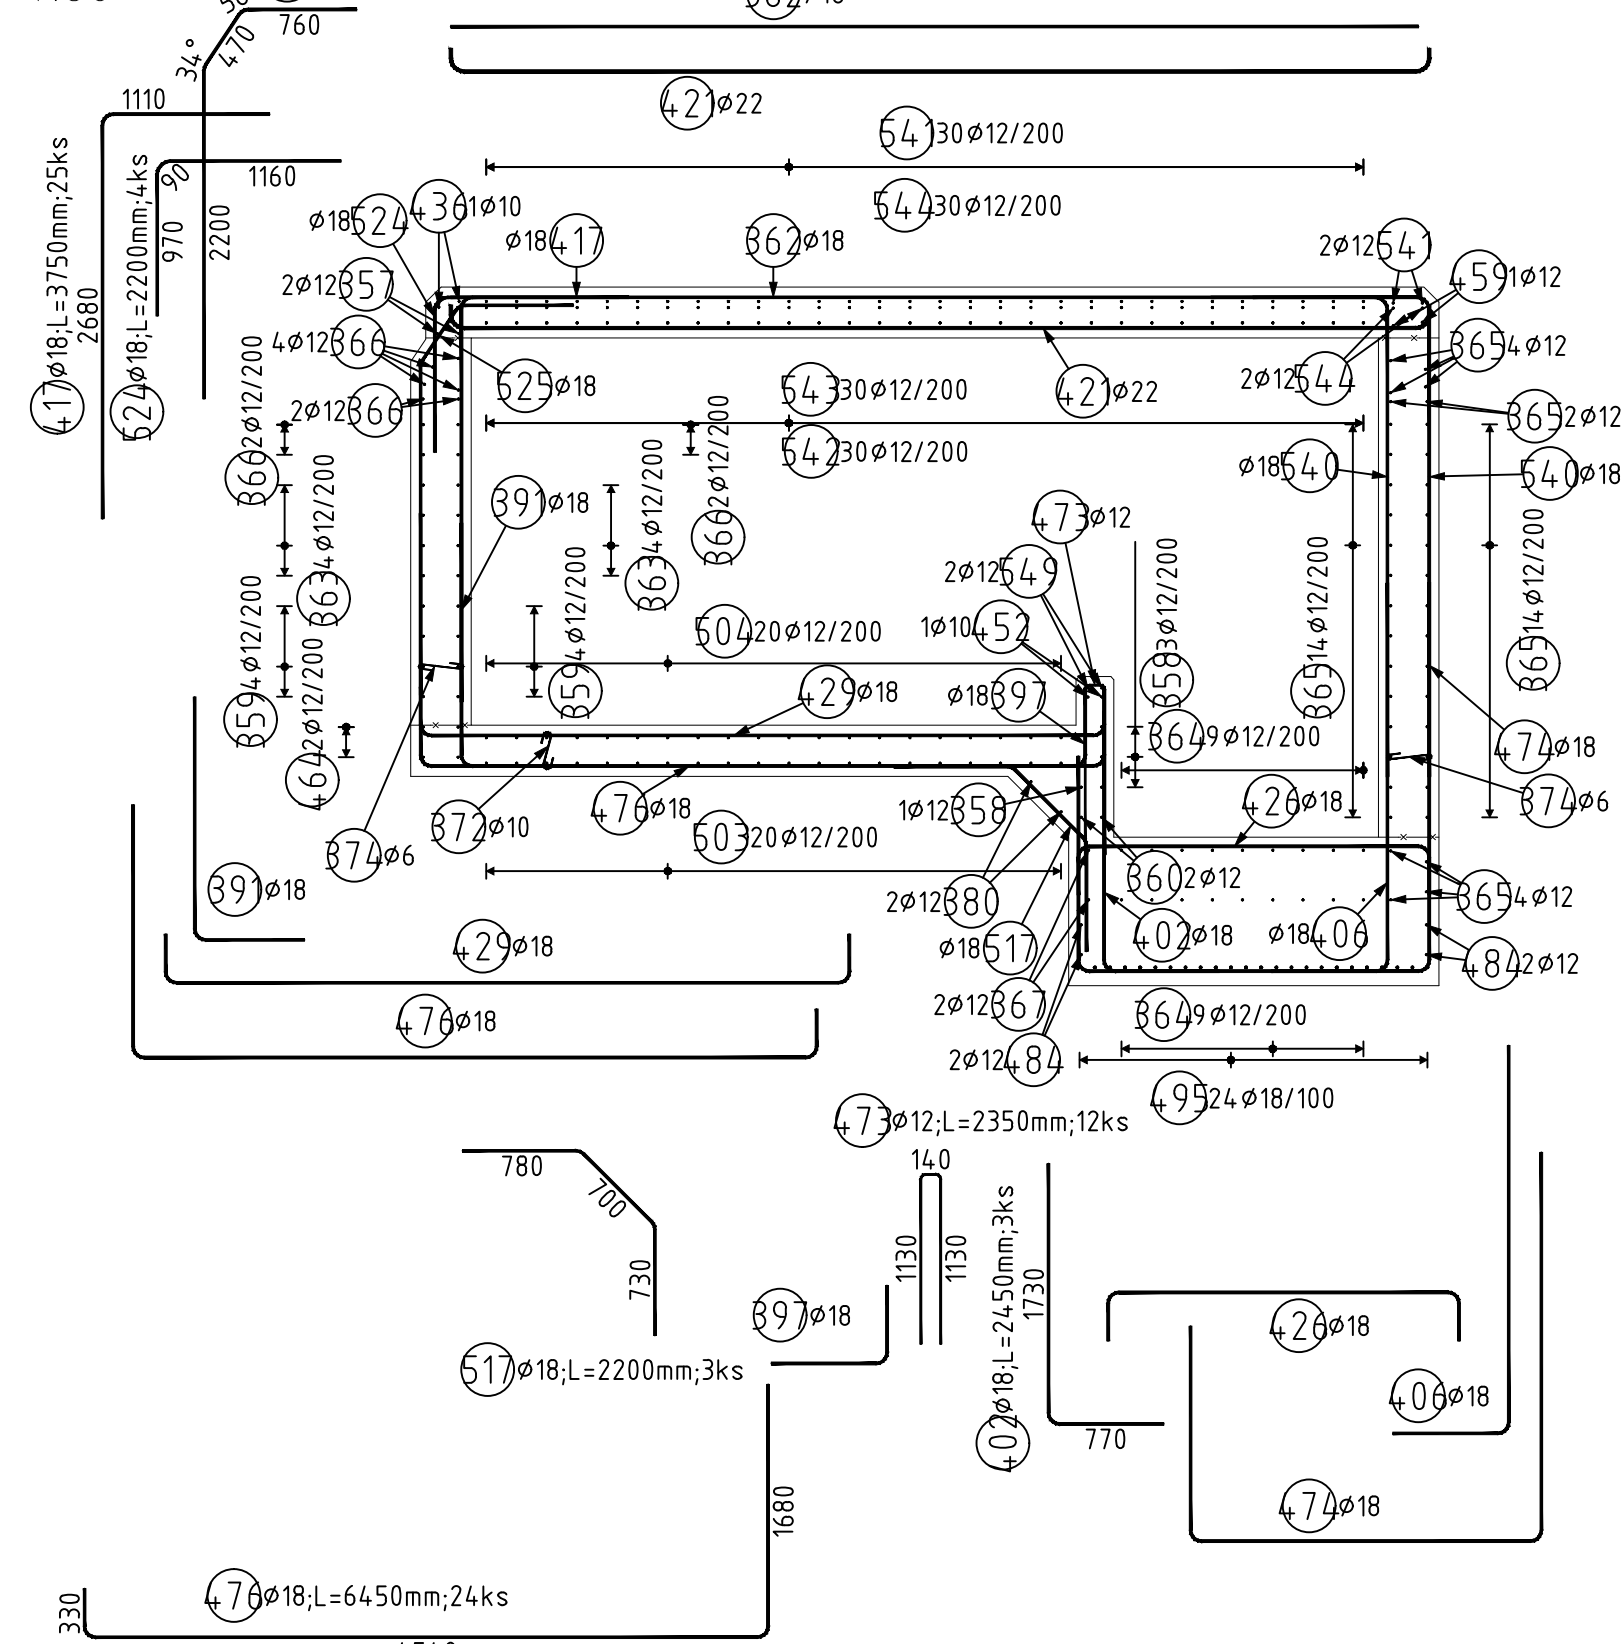 760
470
34°
1110
421ø22
541 30ø12/200
544 30ø12/200
417ø18;L=3750mm;25ks
2680
524ø18;L=2200mm;4ks
90
970
1160
2200
ø18 524
436 1ø10
ø18 417
362ø18
2ø12 541
459 1ø12
2ø12 357
4ø12 366
365 4ø12
525ø18
543 30ø12/200
421ø22
2ø12 544
2ø12 366
365 2ø12
542 30ø12/200
366 2ø12/200
366 2ø12/200
ø18 540
540ø18
391ø18
363 4ø12/200
363 4ø12/200
473ø12
2ø12 549
1ø10 452
358 3ø12/200
365 14ø12/200
365 14ø12/200
359 4ø12/200
359 4ø12/200
504 20ø12/200
429ø18
ø18 397
364 9ø12/200
474ø18
464 2ø12/200
374ø6
426ø18
476ø18
1ø12 358
372ø10
503 20ø12/200
374ø6
360 2ø12
391ø18
2ø12 380
365 4ø12
429ø18
ø18 517
402ø18
ø18 406
484 2ø12
476ø18
2ø12 367
364 9ø12/200
2ø12 484
495 24ø18/100
473ø12;L=2350mm;12ks
780
140
700
730
1130
1130
402ø18;L=2450mm;3ks
1730
397ø18
426ø18
517ø18;L=2200mm;3ks
406ø18
770
1680
474ø18
476ø18;L=6450mm;24ks
330